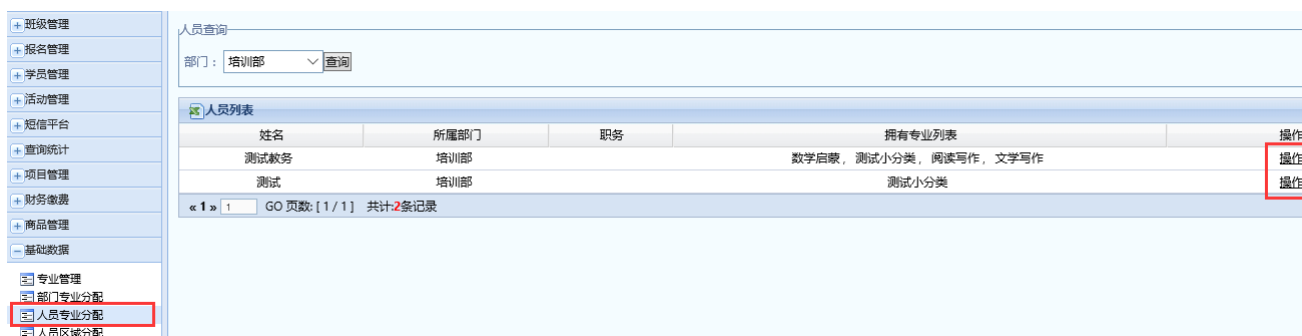 班级管理
报名管理
学员管理
活动管理
短信平台
查询统计
项目管理
财务缴费
商品管理
基础数据
专业管理
部门专业分配
人员专业分配
人员区域分配
人员查询
部门： 培训部 查询
人员列表
姓名 所属部门 职务 拥有专业列表 操作
测试教务 培训部 数学启蒙， 测试小分类， 阅读写作， 文学写作 操作
测试 培训部 测试小分类 操作
« 1 » 1 GO 页数: [ 1 / 1 ] 共计:2条记录